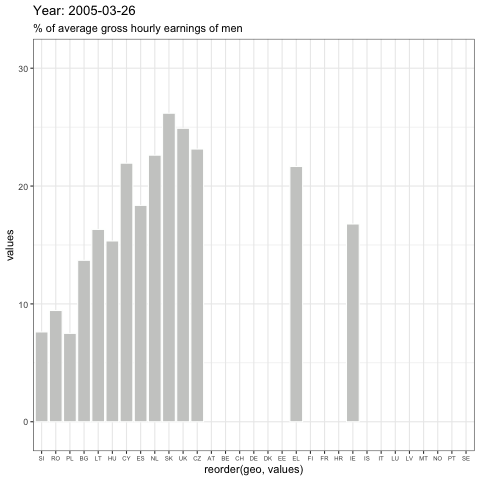 Year: 2005-03-26
% of average gross hourly earnings of men
30
20
10
0
values
SI RO PL BG LT HU CY ES NL SK UK CZ AT BE CH DE DK EE EL FI FR HR IE IS IT LU LV MT NO PT SE
reorder(geo, values)